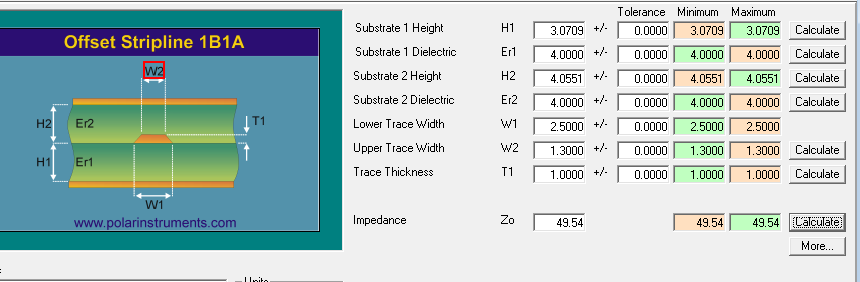 Tolerance Minimum Maximum
Offset Stripline 1B1A
Substrate 1 Height H1 3.0709 +/- 0.0000 3.0709 3.0709 Calculate
Substrate 1 Dielectric Er1 4.0000 +/- 0.0000 4.0000 4.0000 Calculate
Substrate 2 Height H2 4.0551 +/- 0.0000 4.0551 4.0551 Calculate
Substrate 2 Dielectric Er2 4.0000 +/- 0.0000 4.0000 4.0000 Calculate
Lower Trace Width W1 2.5000 +/- 0.0000 2.5000 2.5000
Upper Trace Width W2 1.3000 +/- 0.0000 1.3000 1.3000 Calculate
Trace Thickness T1 1.0000 +/- 0.0000 1.0000 1.0000 Calculate
Impedance Zo 49.54 49.54 49.54 Calculate
More...
W2
H2 Er2 T1
H1 Er1
W1
www.polarinstruments.com
Units